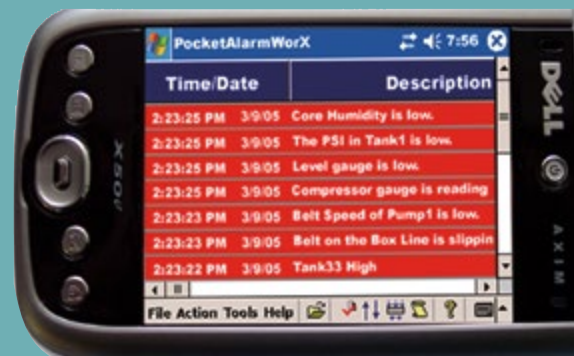 PocketAlarmWorX 7:56
Time/Date Description
2:23:25 PM 3/9/05 Core Humidity is low.
2:23:25 PM 3/9/05 The PSI in Tank1 is low.
2:23:25 PM 3/9/05 Level gauge is low.
2:23:25 PM 3/9/05 Compressor gauge is reading
2:23:23 PM 3/9/05 Belt Speed of Pump1 is low.
2:23:23 PM 3/9/05 Belt on the Box Line is slippin
2:23:22 PM 3/9/05 Tank33 High
File Action Tools Help
X50v
DELL
AXIM